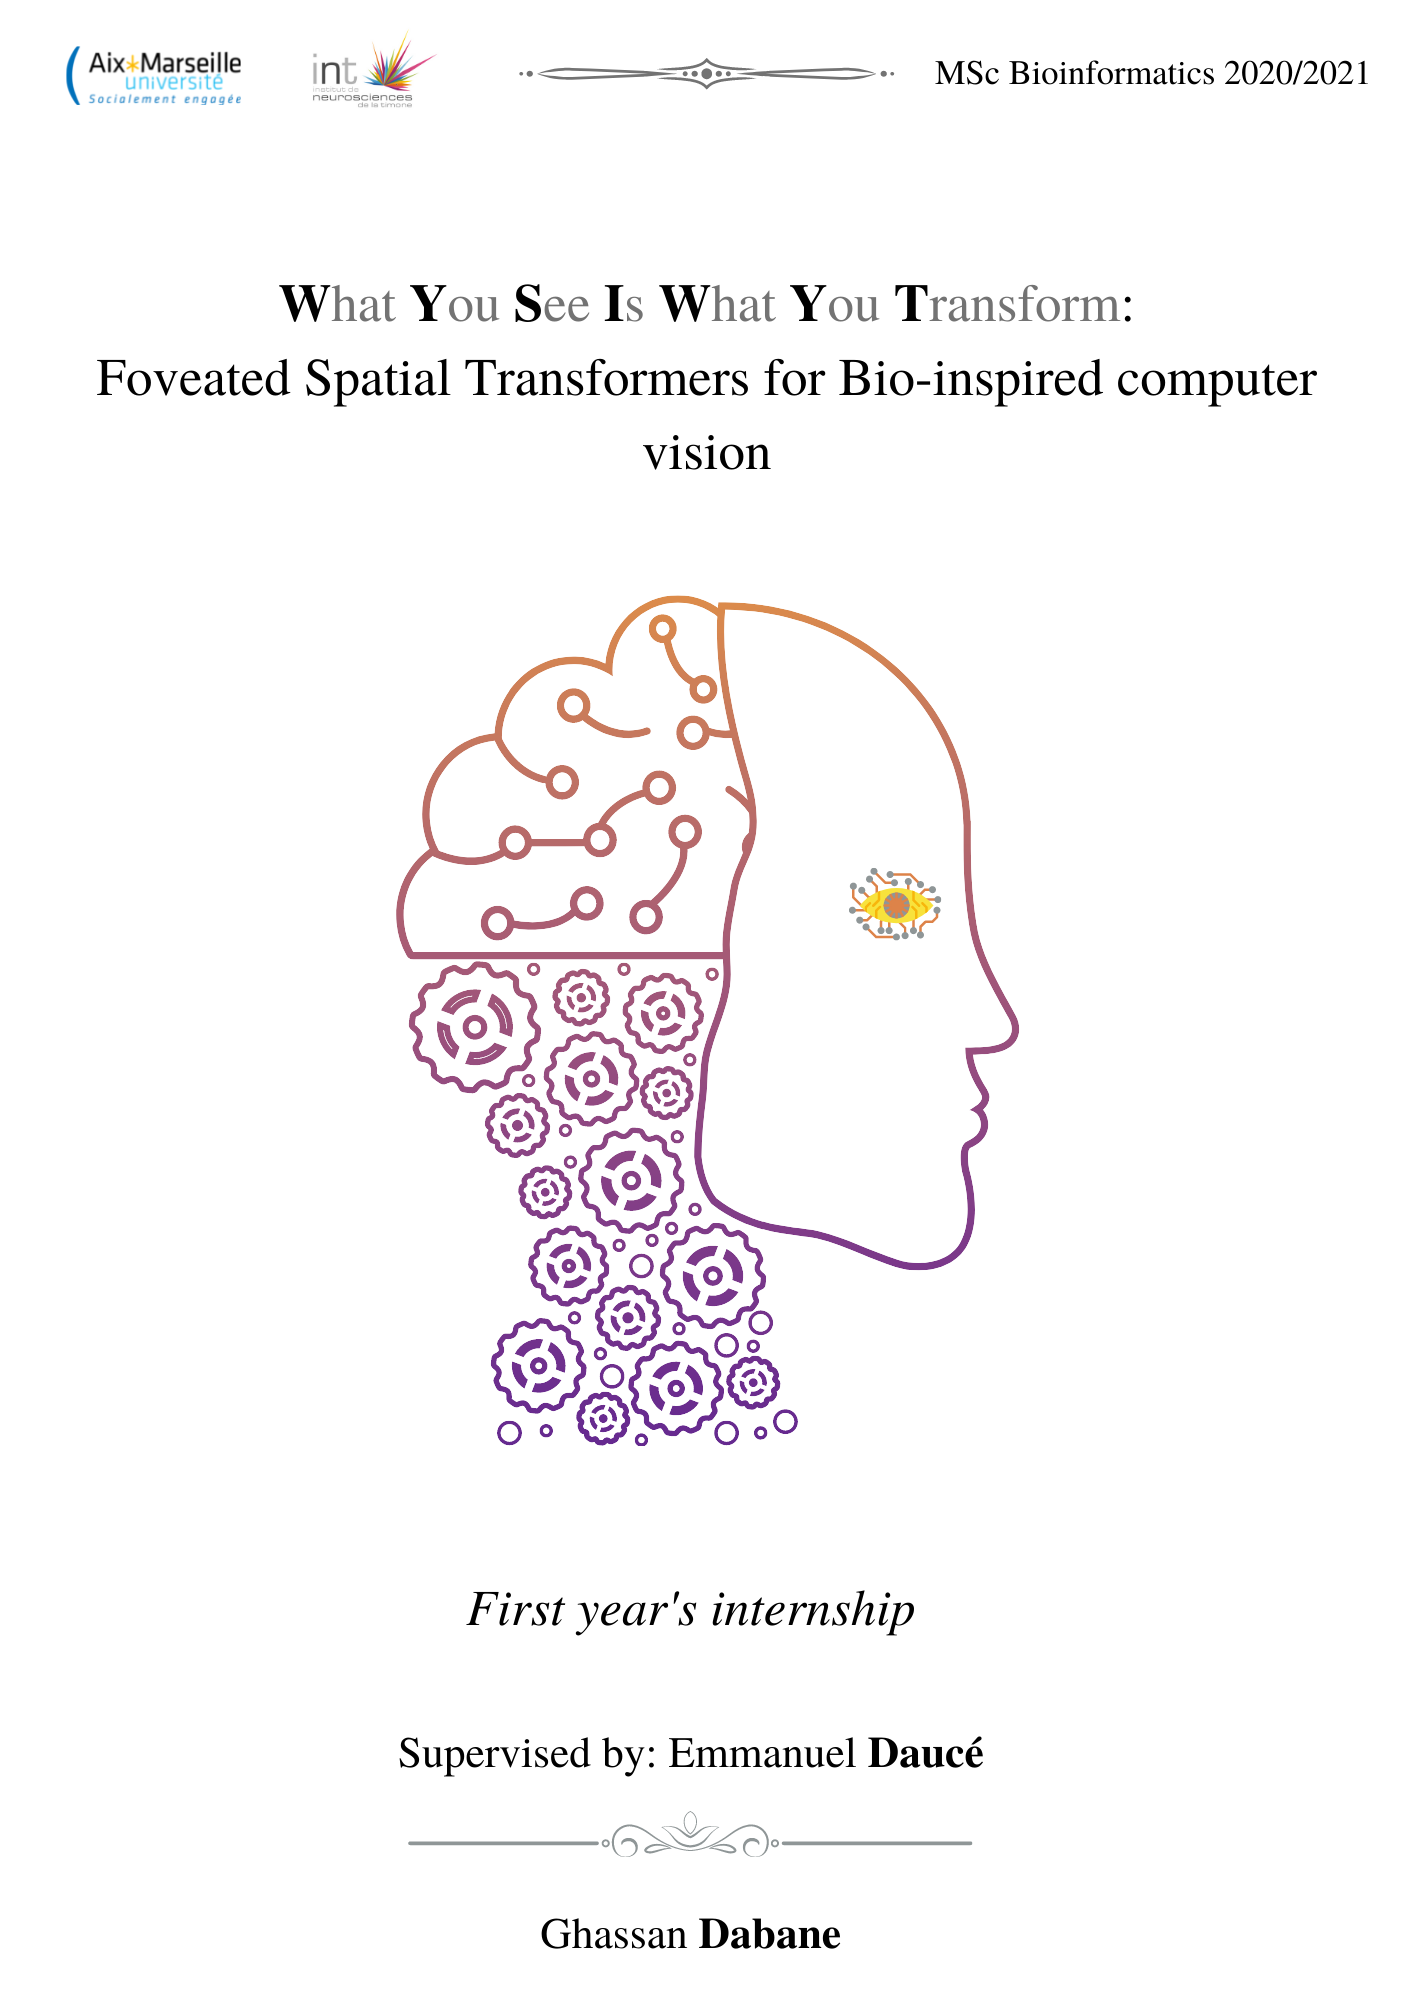 Aix*Marseille
université
Socialement engagée
int
institut de
neurosciences
de la timone
MSc Bioinformatics 2020/2021
What You See Is What You Transform:
Foveated Spatial Transformers for Bio-inspired computer
vision
First year's internship
Supervised by: Emmanuel Daucé
Ghassan Dabane